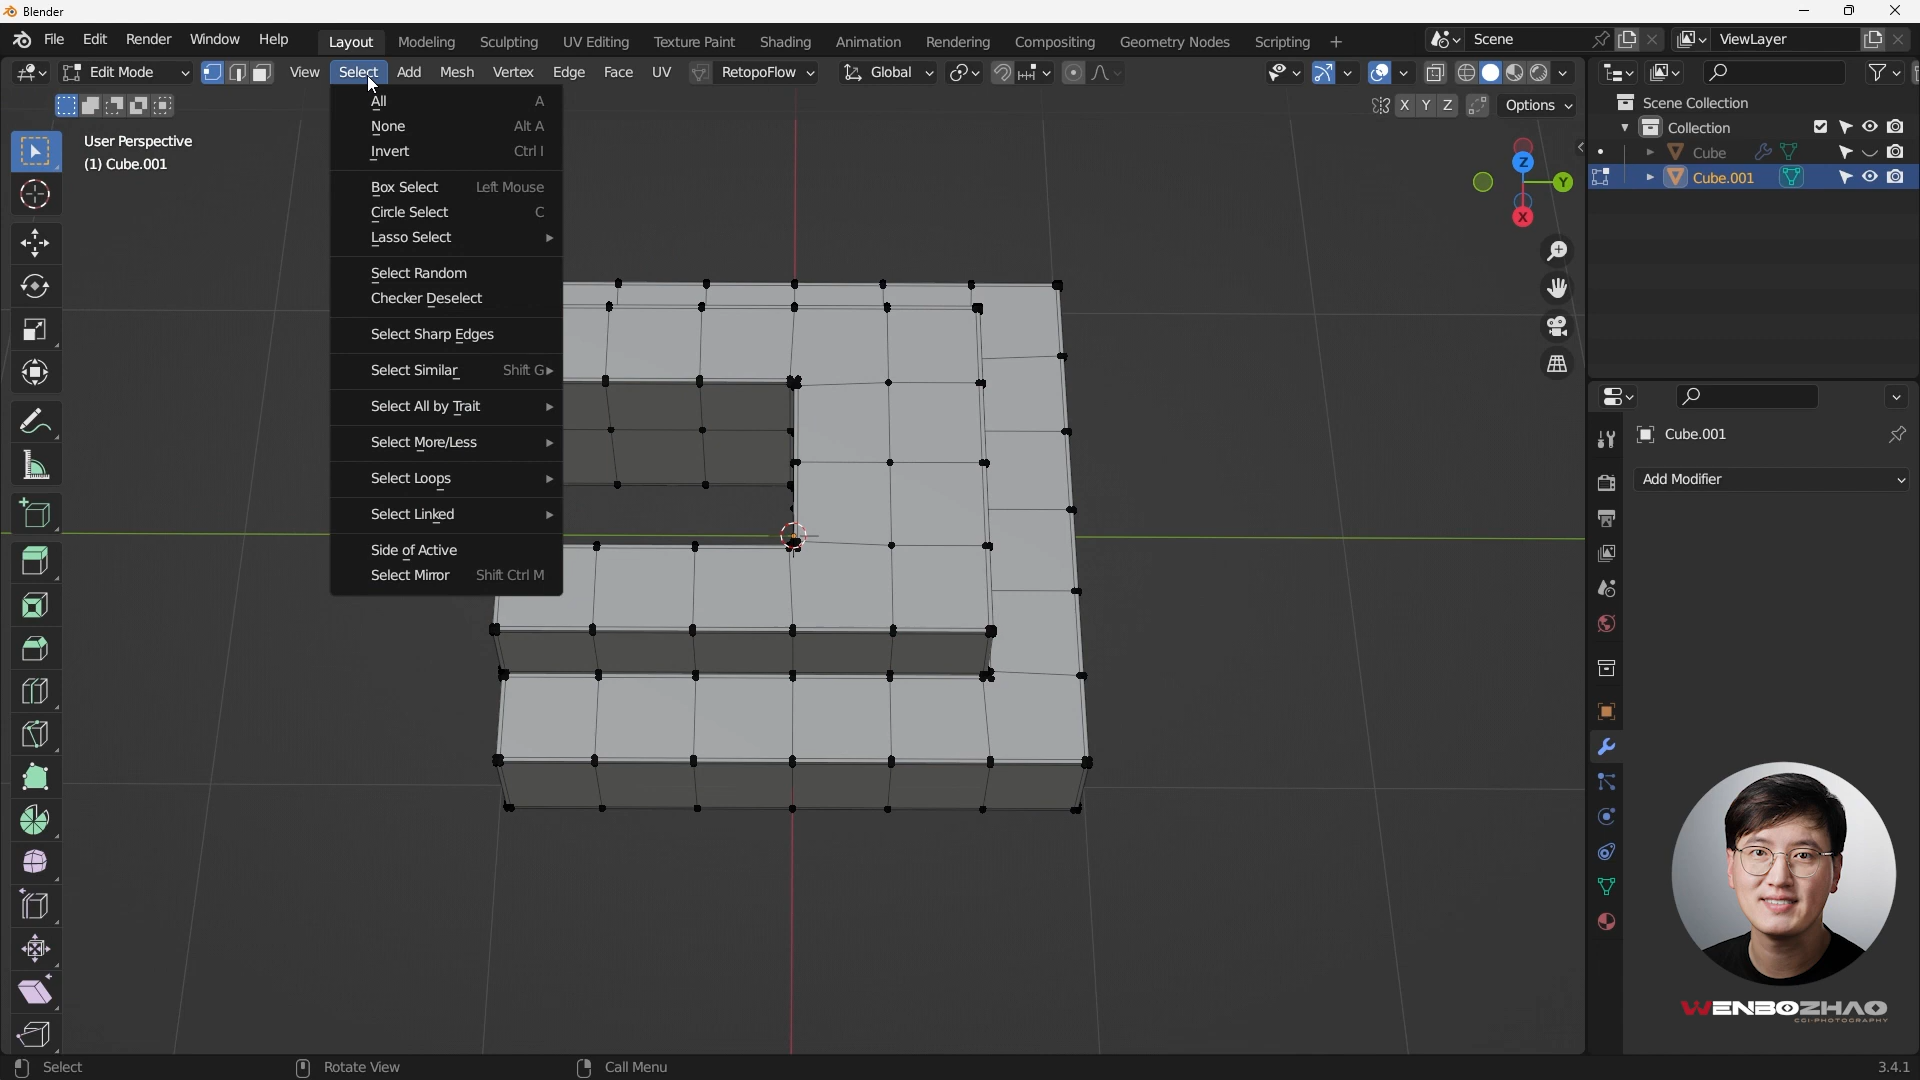 Blender
File Edit Render Window Help Layout Modeling Sculpting UV Editing Texture Paint Shading Animation Rendering Compositing Geometry Nodes Scripting + Scene ViewLayer
Edit Mode View Select Add Mesh Vertex Edge Face UV RetopoFlow Global
X Y Z Options
User Perspective
(1) Cube.001
All A
None Alt A
Invert Ctrl I
Box Select Left Mouse
Circle Select C
Lasso Select
Select Random
Checker Deselect
Select Sharp Edges
Select Similar Shift G
Select All by Trait
Select More/Less
Select Loops
Select Linked
Side of Active
Select Mirror Shift Ctrl M
Z
Y
X
Scene Collection
Collection
Cube
Cube.001
Cube.001
Add Modifier
WENBOZHAO
CGI-PHOTOGRAPHY
Select Rotate View Call Menu 3.4.1